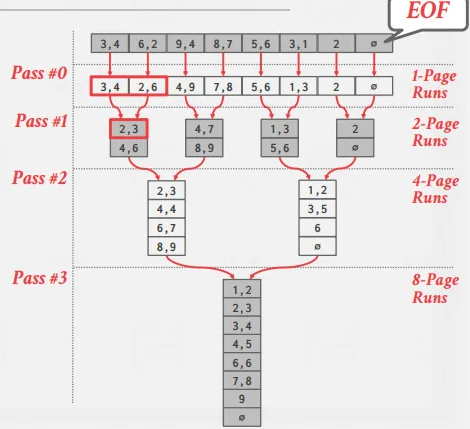 EOF
3,4 6,2 9,4 8,7 5,6 3,1 2 ∅
Pass #0
3,4 2,6 4,9 7,8 5,6 1,3 2 ∅
1-Page
Runs
Pass #1
2,3 4,7 1,3 2
4,6 8,9 5,6 ∅
2-Page
Runs
Pass #2
2,3 1,2
4,4 3,5
6,7 6
8,9 ∅
4-Page
Runs
Pass #3
1,2
2,3
3,4
4,5
6,6
7,8
9
∅
8-Page
Runs